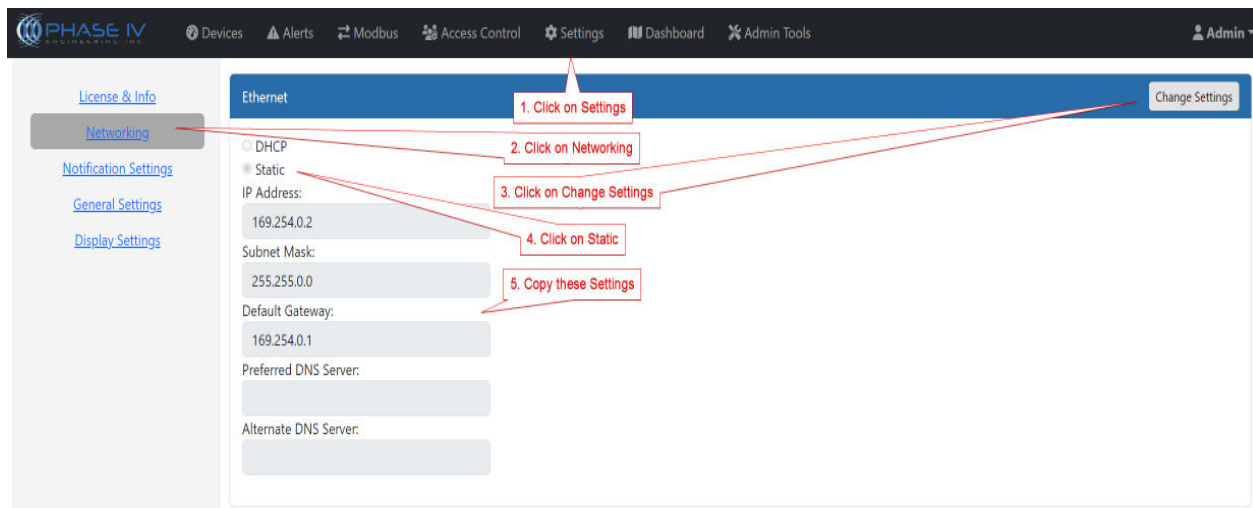 PHASE IV
ENGINEERING INC.
Devices Alerts Modbus Access Control Settings Dashboard Admin Tools Admin
License & Info
Networking
Notification Settings
General Settings
Display Settings
Ethernet
Change Settings
1. Click on Settings
2. Click on Networking
3. Click on Change Settings
4. Click on Static
5. Copy these Settings
DHCP
Static
IP Address:
169.254.0.2
Subnet Mask:
255.255.0.0
Default Gateway:
169.254.0.1
Preferred DNS Server:
Alternate DNS Server: